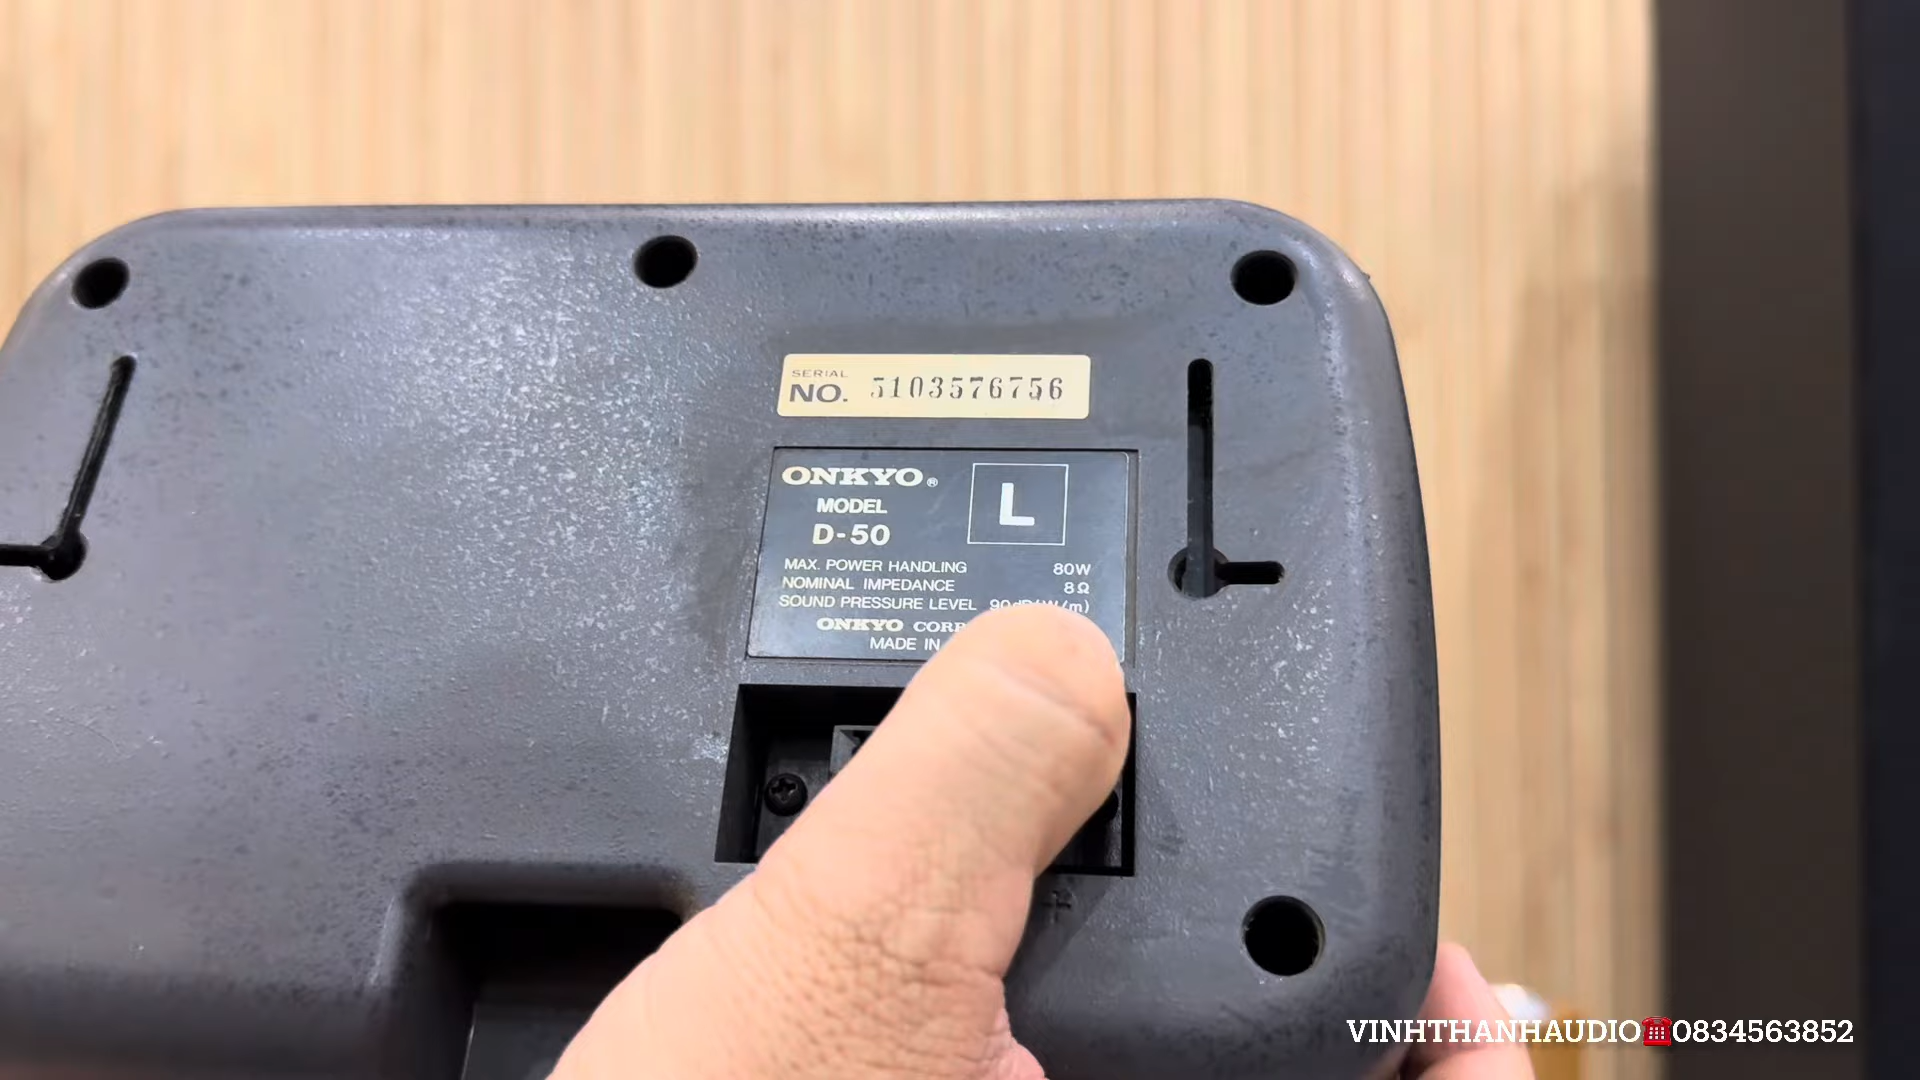 SERIAL
NO. 5103576756
ONKYO® L
MODEL
D-50
MAX. POWER HANDLING 80W
NOMINAL IMPEDANCE 8Ω
SOUND PRESSURE LEVEL 90dB/W(m)
ONKYO
MADE IN
+
VINHTHANHAUDIO☎️0834563852